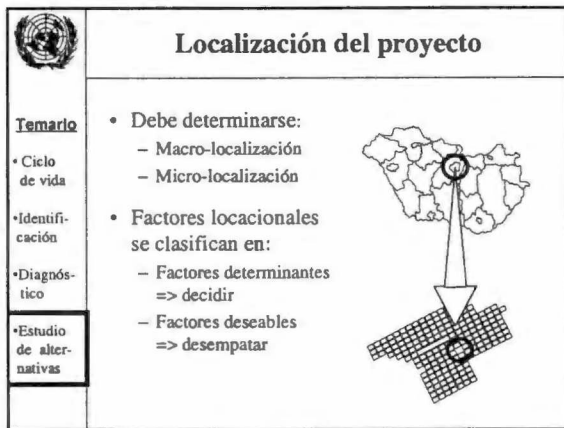 Localización del proyecto
Temario
• Ciclo
de vida
•Identifi-
cación
•Diagnós-
tico
•Estudio
de alter-
nativas
• Debe determinarse:
– Macro-localización
– Micro-localización
• Factores locacionales
se clasifican en:
– Factores determinantes
=> decidir
– Factores deseables
=> desempatar